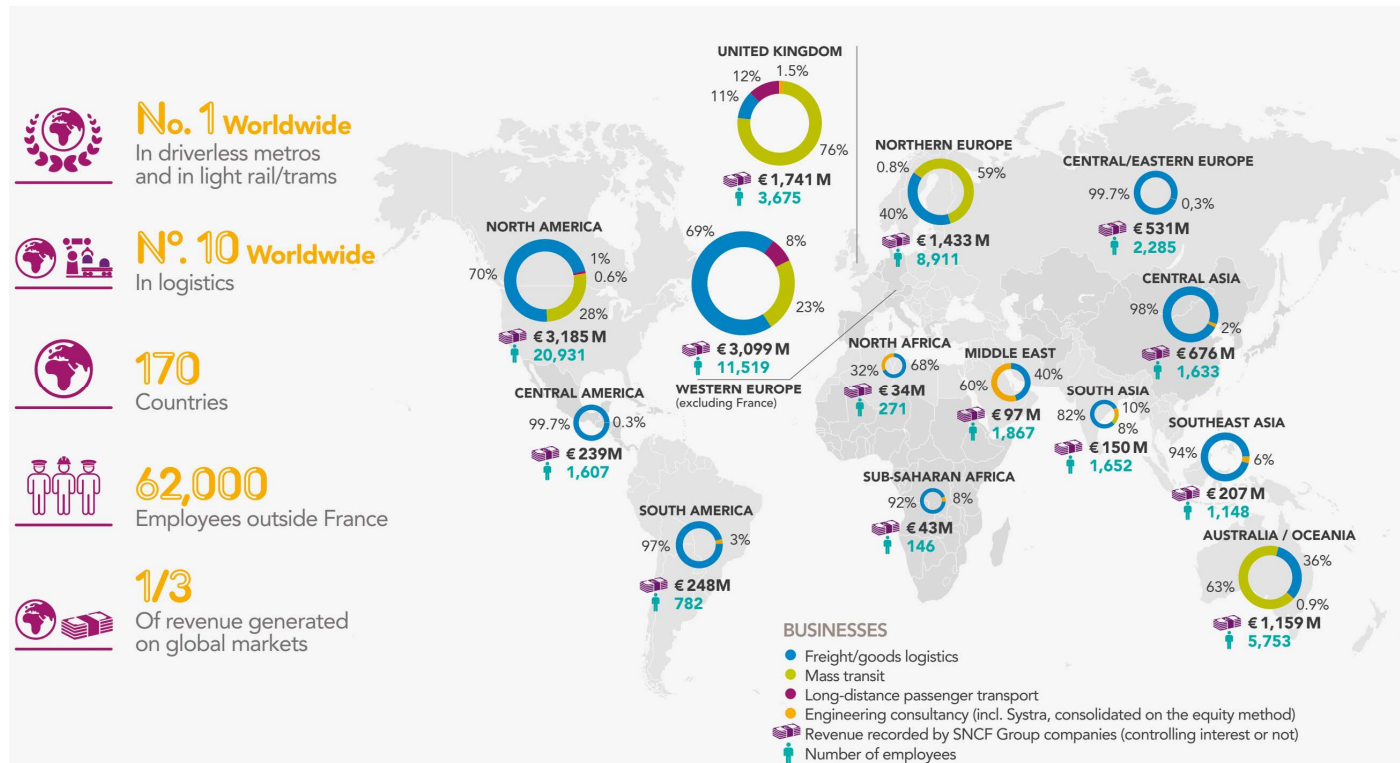 No. 1 Worldwide
In driverless metros
and in light rail/trams
N°. 10 Worldwide
In logistics
170
Countries
62,000
Employees outside France
1/3
Of revenue generated
on global markets
UNITED KINGDOM
12%
1.5%
11%
76%
€ 1,741 M
3,675
NORTHERN EUROPE
0.8%
59%
40%
€ 1,433 M
8,911
CENTRAL/EASTERN EUROPE
99.7%
0,3%
€ 531M
2,285
NORTH AMERICA
70%
1%
0.6%
28%
€ 3,185 M
20,931
69%
8%
23%
€ 3,099 M
11,519
WESTERN EUROPE
(excluding France)
CENTRAL ASIA
98%
2%
€ 676 M
1,633
NORTH AFRICA
32%
68%
€ 34M
271
MIDDLE EAST
60%
40%
€ 97 M
1,867
SOUTH ASIA
82%
10%
8%
€ 150 M
1,652
CENTRAL AMERICA
99.7%
0.3%
€ 239M
1,607
SOUTHEAST ASIA
94%
6%
€ 207 M
1,148
SUB-SAHARAN AFRICA
92%
8%
€ 43M
146
SOUTH AMERICA
97%
3%
€ 248M
782
AUSTRALIA / OCEANIA
36%
63%
0.9%
€ 1,159 M
5,753
BUSINESSES
Freight/goods logistics
Mass transit
Long-distance passenger transport
Engineering consultancy (incl. Systra, consolidated on the equity method)
Revenue recorded by SNCF Group companies (controlling interest or not)
Number of employees